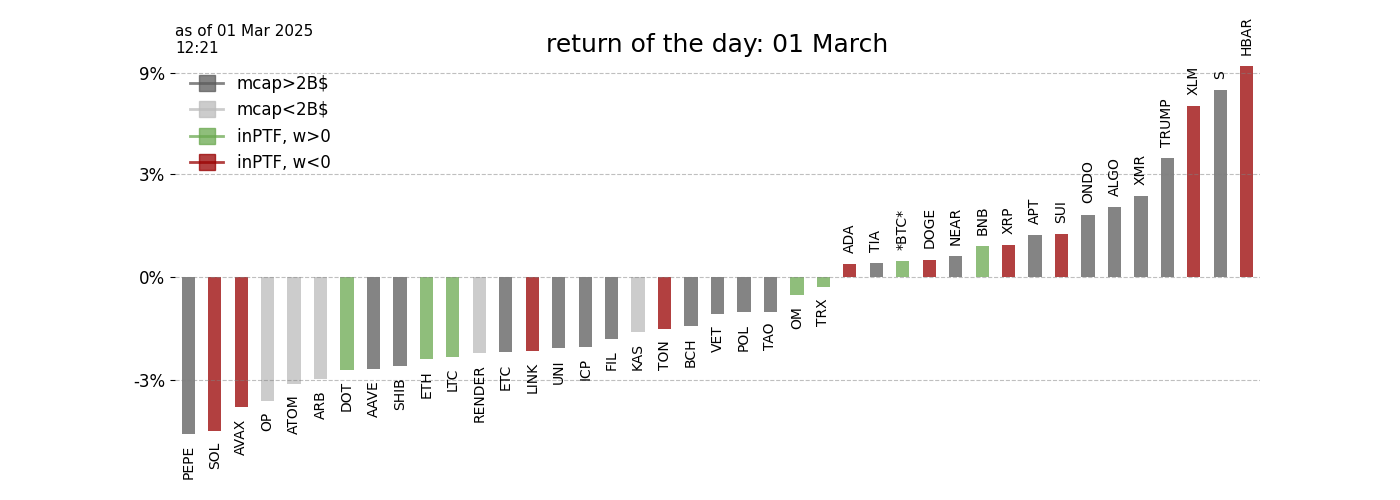 as of 01 Mar 2025
12:21
return of the day: 01 March
9%
3%
0%
-3%
mcap>2B$
mcap<2B$
inPTF, w>0
inPTF, w<0
PEPE
SOL
AVAX
OP
ATOM
ARB
DOT
AAVE
SHIB
ETH
LTC
RENDER
ETC
LINK
UNI
ICP
FIL
KAS
TON
BCH
VET
POL
TAO
OM
TRX
ADA
TIA
*BTC*
DOGE
NEAR
BNB
XRP
APT
SUI
ONDO
ALGO
XMR
TRUMP
XLM
S
HBAR